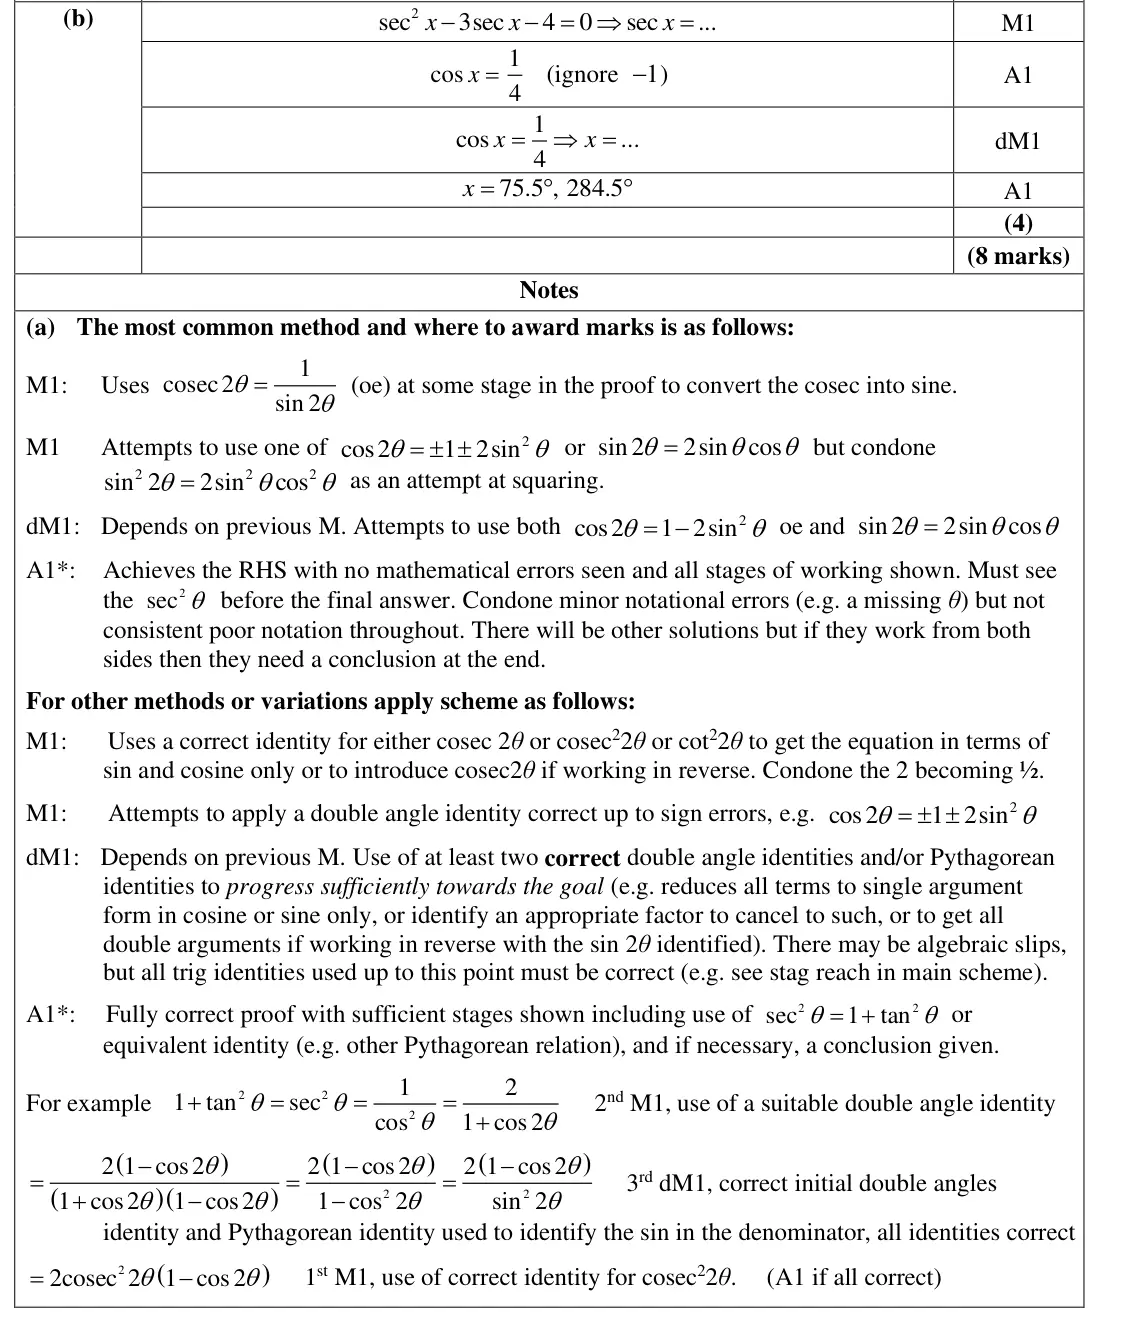 (b) sec² x − 3sec x − 4 = 0 ⇒ sec x = ... M1
cos x = 1/4 (ignore −1) A1
cos x = 1/4 ⇒ x = ... dM1
x = 75.5°, 284.5° A1
(4)
(8 marks)
Notes
(a) The most common method and where to award marks is as follows:
M1: Uses cosec 2θ = 1/sin 2θ (oe) at some stage in the proof to convert the cosec into sine.
M1 Attempts to use one of cos 2θ = ±1 ± 2sin² θ or sin 2θ = 2sin θ cos θ but condone
sin² 2θ = 2sin² θ cos² θ as an attempt at squaring.
dM1: Depends on previous M. Attempts to use both cos 2θ = 1 − 2sin² θ oe and sin 2θ = 2sin θ cos θ
A1*: Achieves the RHS with no mathematical errors seen and all stages of working shown. Must see
the sec² θ before the final answer. Condone minor notational errors (e.g. a missing θ) but not
consistent poor notation throughout. There will be other solutions but if they work from both
sides then they need a conclusion at the end.
For other methods or variations apply scheme as follows:
M1: Uses a correct identity for either cosec 2θ or cosec²2θ or cot²2θ to get the equation in terms of
sin and cosine only or to introduce cosec2θ if working in reverse. Condone the 2 becoming ½.
M1: Attempts to apply a double angle identity correct up to sign errors, e.g. cos 2θ = ±1 ± 2sin² θ
dM1: Depends on previous M. Use of at least two correct double angle identities and/or Pythagorean
identities to progress sufficiently towards the goal (e.g. reduces all terms to single argument
form in cosine or sine only, or identify an appropriate factor to cancel to such, or to get all
double arguments if working in reverse with the sin 2θ identified). There may be algebraic slips,
but all trig identities used up to this point must be correct (e.g. see stag reach in main scheme).
A1*: Fully correct proof with sufficient stages shown including use of sec² θ = 1 + tan² θ or
equivalent identity (e.g. other Pythagorean relation), and if necessary, a conclusion given.
For example 1 + tan² θ = sec² θ = 1/cos² θ = 2/(1 + cos 2θ) 2nd M1, use of a suitable double angle identity
= 2(1 − cos 2θ)/((1 + cos 2θ)(1 − cos 2θ)) = 2(1 − cos 2θ)/(1 − cos² 2θ) = 2(1 − cos 2θ)/sin² 2θ 3rd dM1, correct initial double angles
identity and Pythagorean identity used to identify the sin in the denominator, all identities correct
= 2cosec² 2θ(1 − cos 2θ) 1st M1, use of correct identity for cosec²2θ. (A1 if all correct)